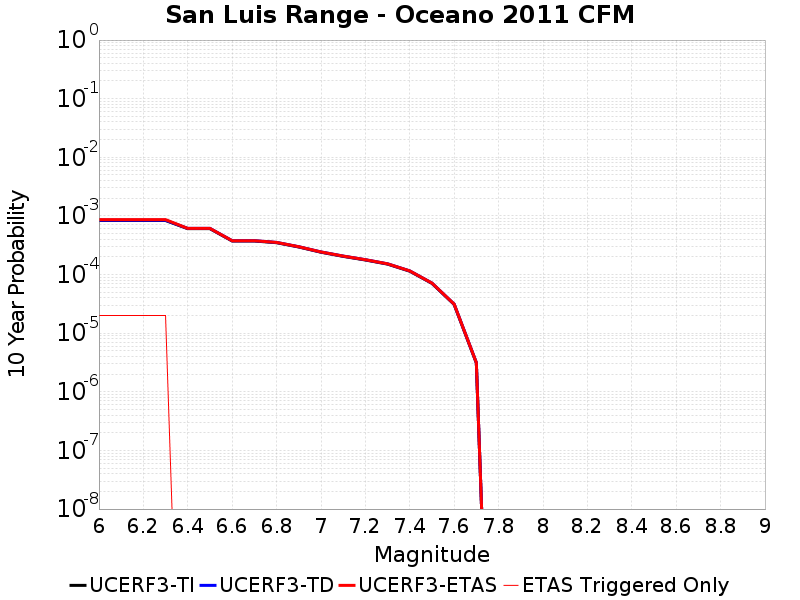 San Luis Range - Oceano 2011 CFM
10 Year Probability
10^0
10^-1
10^-2
10^-3
10^-4
10^-5
10^-6
10^-7
10^-8
6 6.2 6.4 6.6 6.8 7 7.2 7.4 7.6 7.8 8 8.2 8.4 8.6 8.8 9
Magnitude
UCERF3-TI UCERF3-TD UCERF3-ETAS ETAS Triggered Only